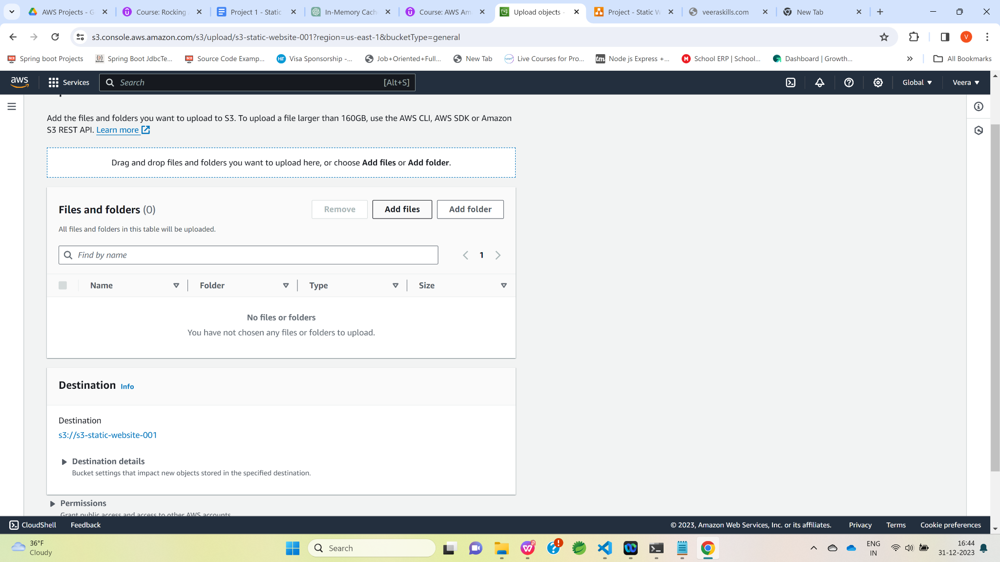 AWS Projects - G
Course: Rocking
Project 1 - Static
In-Memory Cach
Course: AWS Am
Upload objects -
Project - Static W
veeraskills.com
New Tab
s3.console.aws.amazon.com/s3/upload/s3-static-website-001?region=us-east-1&bucketType=general
V
Spring boot Projects
Spring Boot JdbcTe...
Source Code Examp...
Visa Sponsorship -...
Job+Oriented+Full...
New Tab
Live Courses for Pro...
Node js Express +...
School ERP | School...
Dashboard | Growth...
All Bookmarks
aws
Services
Search
[Alt+S]
Global
Veera
Add the files and folders you want to upload to S3. To upload a file larger than 160GB, use the AWS CLI, AWS SDK or Amazon
S3 REST API. Learn more
Drag and drop files and folders you want to upload here, or choose Add files or Add folder.
Files and folders (0)
Remove
Add files
Add folder
All files and folders in this table will be uploaded.
Find by name
1
Name
Folder
Type
Size
No files or folders
You have not chosen any files or folders to upload.
Destination Info
Destination
s3://s3-static-website-001
Destination details
Bucket settings that impact new objects stored in the specified destination.
Permissions
Grant public access and access to other AWS accounts.
CloudShell
Feedback
© 2023, Amazon Web Services, Inc. or its affiliates.
Privacy
Terms
Cookie preferences
36°F
Cloudy
Search
ENG
IN
16:44
31-12-2023